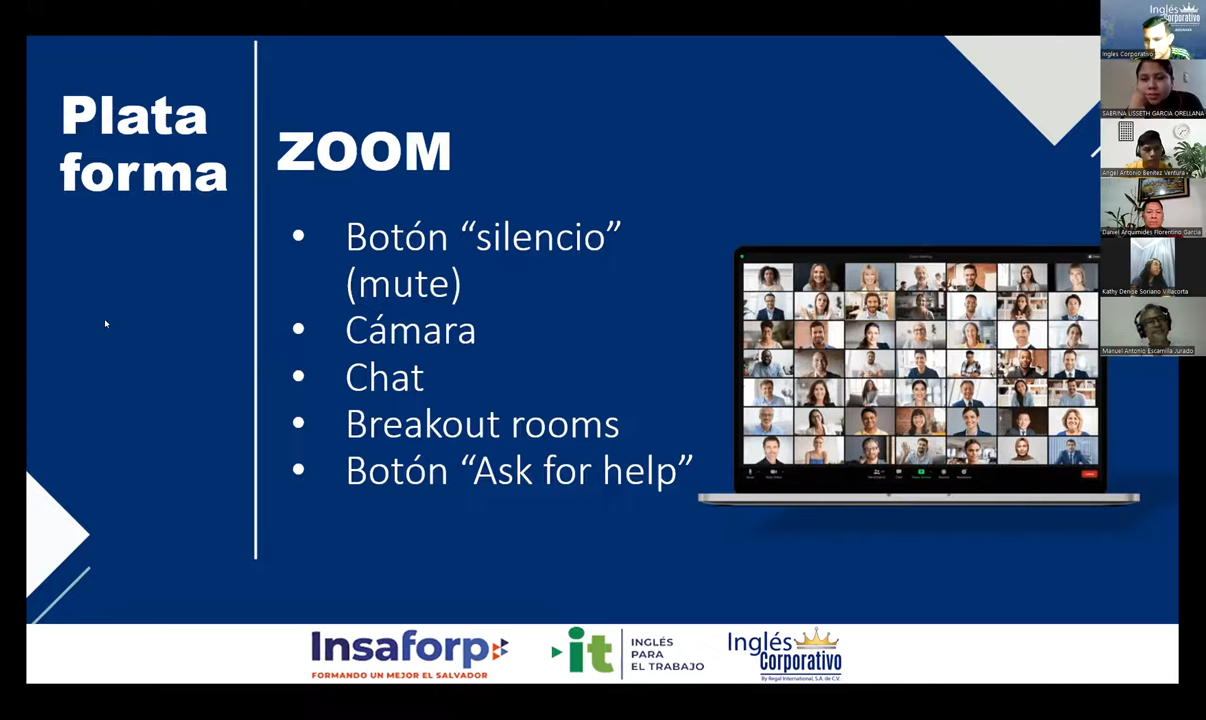 Plata
forma
ZOOM
• Botón “silencio”
(mute)
• Cámara
• Chat
• Breakout rooms
• Botón “Ask for help”
Insaforp
FORMANDO UN MEJOR EL SALVADOR
it
INGLÉS
PARA
EL TRABAJO
Inglés
Corporativo
By Regal International, S.A. de C.V.
Inglés
Corporativo
Ingles Corporativo
SABRINA LISSETH GARCIA ORELLANA
Angel Antonio Benitez Ventura
Daniel Arquimides Florentino Garcia
Kathy Denise Soriano Villacorta
Manuel Antonio Escamilla Jurado